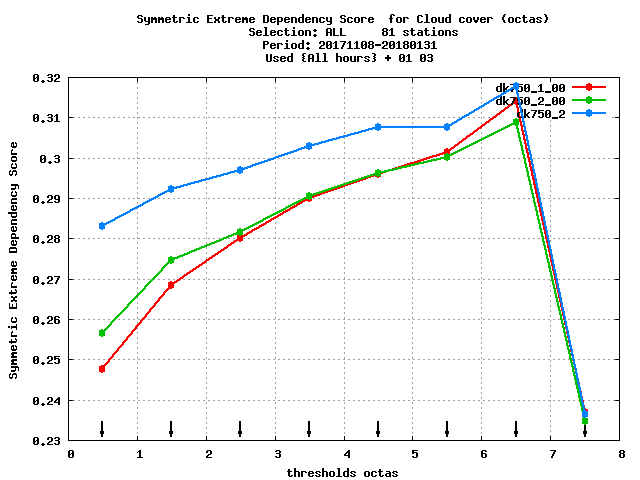 Symmetric Extreme Dependency Score  for Cloud cover (octas)
Selection: ALL     81 stations
Period: 20171108-20180131
Used {All hours} + 01 03
0.32
0.31
0.3
0.29
0.28
0.27
0.26
0.25
0.24
0.23
Symmetric Extreme Dependency Score
dk750_1_00
dk750_2_00
dk750_2
0 1 2 3 4 5 6 7 8
thresholds octas